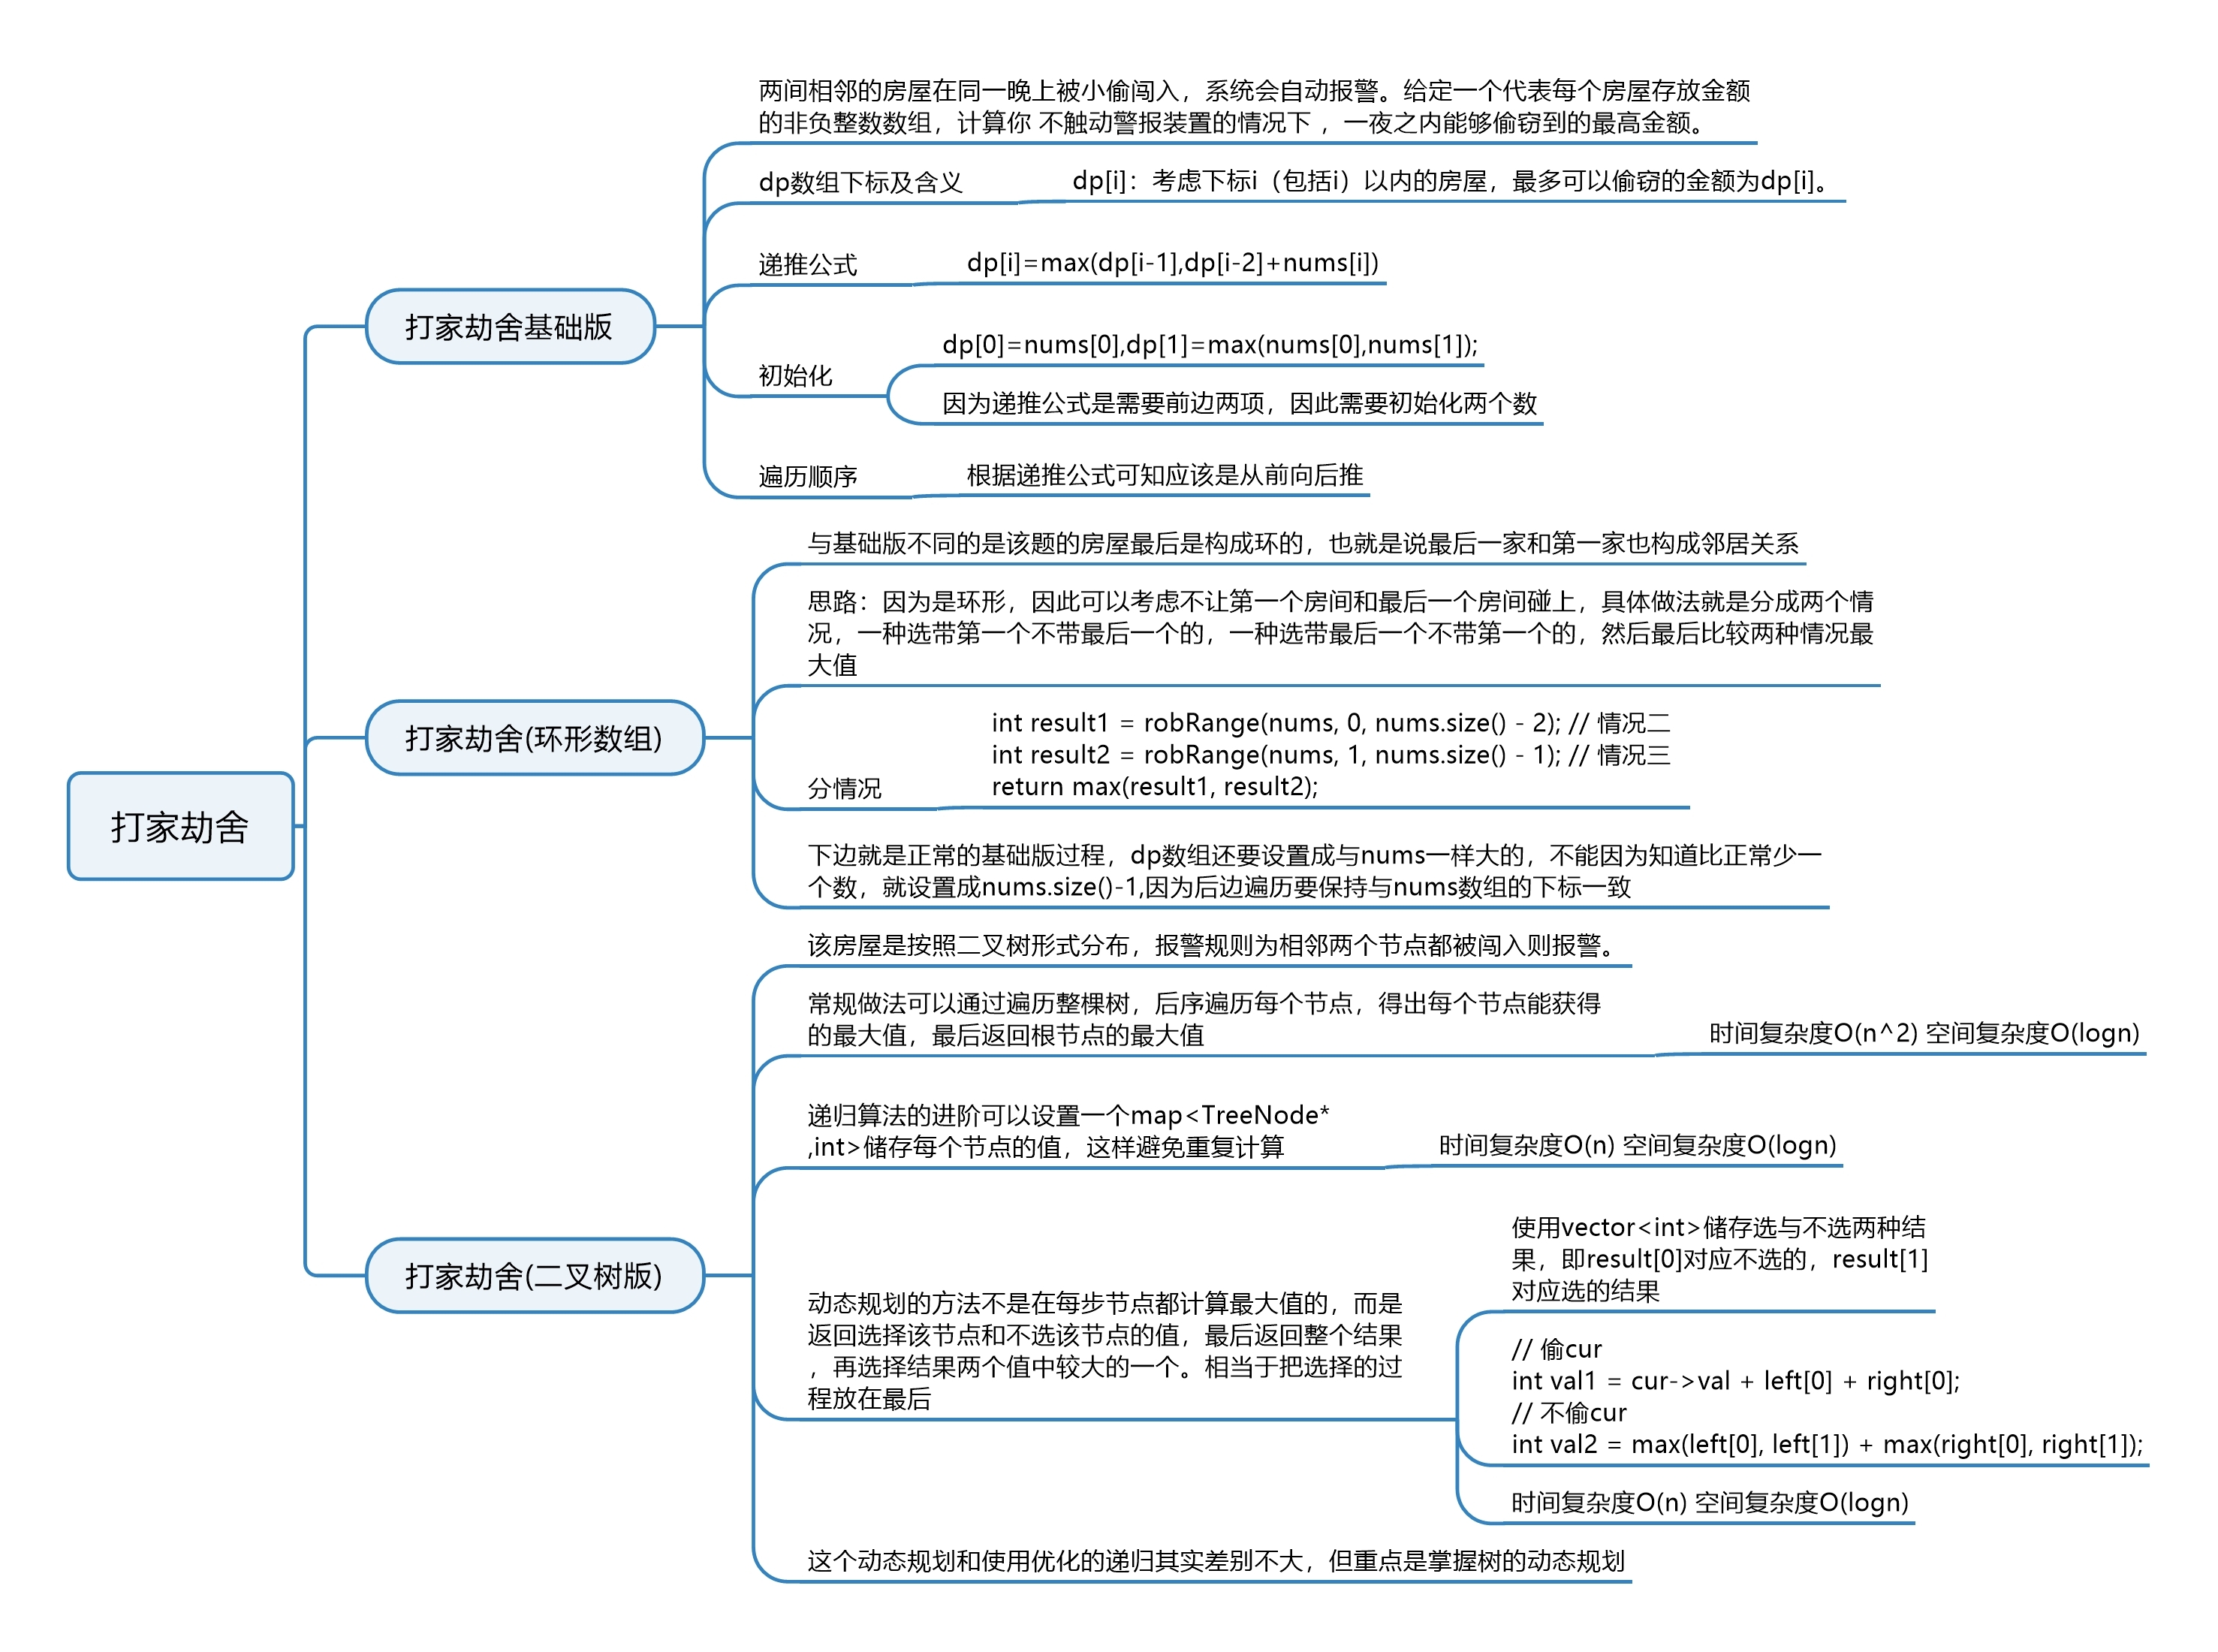 打家劫舍
打家劫舍基础版
两间相邻的房屋在同一晚上被小偷闯入，系统会自动报警。给定一个代表每个房屋存放金额
的非负整数数组，计算你 不触动警报装置的情况下 ，一夜之内能够偷窃到的最高金额。
dp数组下标及含义
dp[i]：考虑下标i（包括i）以内的房屋，最多可以偷窃的金额为dp[i]。
递推公式
dp[i]=max(dp[i-1],dp[i-2]+nums[i])
初始化
dp[0]=nums[0],dp[1]=max(nums[0],nums[1]);
因为递推公式是需要前边两项，因此需要初始化两个数
遍历顺序
根据递推公式可知应该是从前向后推
打家劫舍(环形数组)
与基础版不同的是该题的房屋最后是构成环的，也就是说最后一家和第一家也构成邻居关系
思路：因为是环形，因此可以考虑不让第一个房间和最后一个房间碰上，具体做法就是分成两个情
况，一种选带第一个不带最后一个的，一种选带最后一个不带第一个的，然后最后比较两种情况最
大值
分情况
int result1 = robRange(nums, 0, nums.size() - 2); // 情况二
int result2 = robRange(nums, 1, nums.size() - 1); // 情况三
return max(result1, result2);
下边就是正常的基础版过程，dp数组还要设置成与nums一样大的，不能因为知道比正常少一
个数，就设置成nums.size()-1,因为后边遍历要保持与nums数组的下标一致
打家劫舍(二叉树版)
该房屋是按照二叉树形式分布，报警规则为相邻两个节点都被闯入则报警。
常规做法可以通过遍历整棵树，后序遍历每个节点，得出每个节点能获得
的最大值，最后返回根节点的最大值
时间复杂度O(n^2) 空间复杂度O(logn)
递归算法的进阶可以设置一个map<TreeNode*
,int>储存每个节点的值，这样避免重复计算
时间复杂度O(n) 空间复杂度O(logn)
动态规划的方法不是在每步节点都计算最大值的，而是
返回选择该节点和不选该节点的值，最后返回整个结果
，再选择结果两个值中较大的一个。相当于把选择的过
程放在最后
使用vector<int>储存选与不选两种结
果，即result[0]对应不选的，result[1]
对应选的结果
// 偷cur
int val1 = cur->val + left[0] + right[0];
// 不偷cur
int val2 = max(left[0], left[1]) + max(right[0], right[1]);
时间复杂度O(n) 空间复杂度O(logn)
这个动态规划和使用优化的递归其实差别不大，但重点是掌握树的动态规划